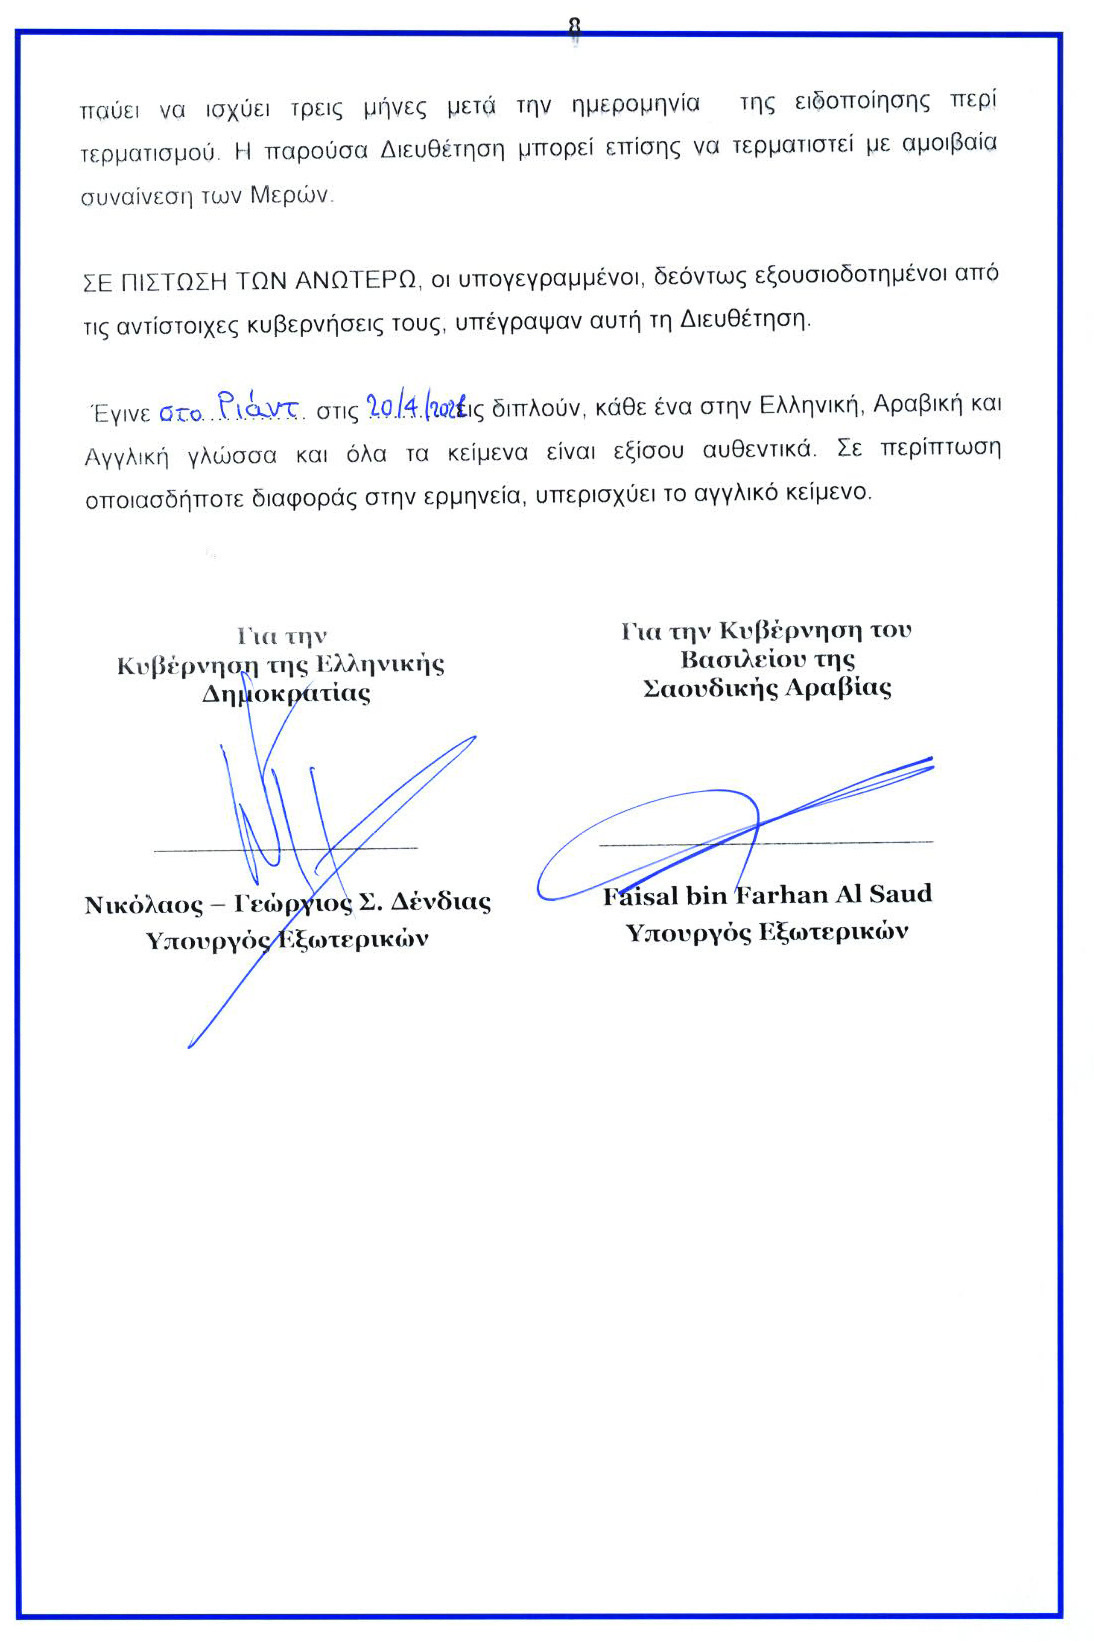 8
παύει να ισχύει τρεις μήνες μετά την ημερομηνία της ειδοποίησης περί
τερματισμού. Η παρούσα Διευθέτηση μπορεί επίσης να τερματιστεί με αμοιβαία
συναίνεση των Μερών.
ΣΕ ΠΙΣΤΩΣΗ ΤΩΝ ΑΝΩΤΕΡΩ, οι υπογεγραμμένοι, δεόντως εξουσιοδοτημένοι από
τις αντίστοιχες κυβερνήσεις τους, υπέγραψαν αυτή τη Διευθέτηση.
Έγινε στο Ριάντ στις 20/4/2021 εις διπλούν, κάθε ένα στην Ελληνική, Αραβική και
Αγγλική γλώσσα και όλα τα κείμενα είναι εξίσου αυθεντικά. Σε περίπτωση
οποιασδήποτε διαφοράς στην ερμηνεία, υπερισχύει το αγγλικό κείμενο.
Για την
Κυβέρνηση της Ελληνικής
Δημοκρατίας
Νικόλαος – Γεώργιος Σ. Δένδιας
Υπουργός Εξωτερικών
Για την Κυβέρνηση του
Βασιλείου της
Σαουδικής Αραβίας
Faisal bin Farhan Al Saud
Υπουργός Εξωτερικών